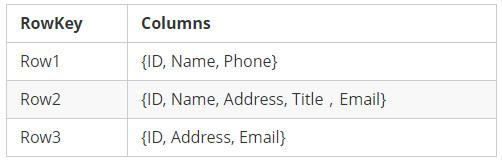 RowKey Columns
Row1 {ID, Name, Phone}
Row2 {ID, Name, Address, Title，Email}
Row3 {ID, Address, Email}